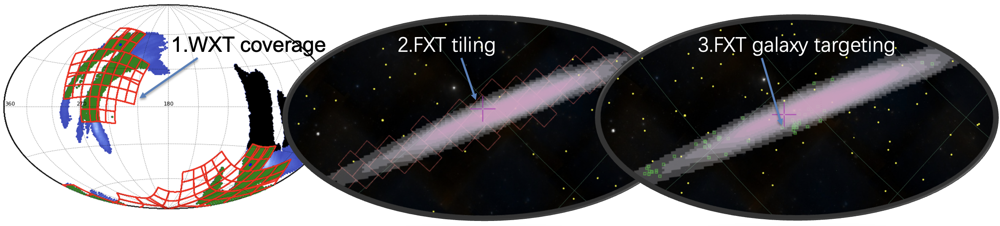 1.WXT coverage
2.FXT tiling
3.FXT galaxy targeting
360
270
180